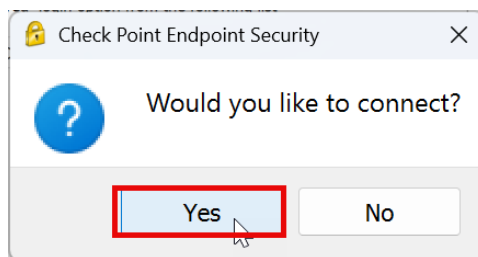 Check Point Endpoint Security
Would you like to connect?
Yes
No